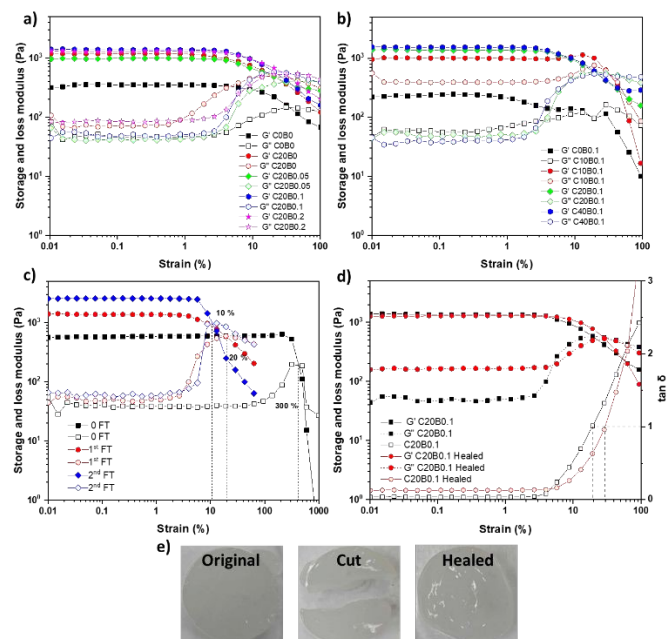 a)
Storage and loss modulus (Pa)
10³
10²
10¹
10⁰
0.01 0.1 1 10 100
Strain (%)
G' C0B0
G" C0B0
G' C20B0
G" C20B0
G' C20B0.05
G" C20B0.05
G' C20B0.1
G" C20B0.1
G' C20B0.2
G" C20B0.2
b)
Storage and loss modulus (Pa)
10³
10²
10¹
10⁰
0.01 0.1 1 10 100
Strain (%)
G' C0B0.1
G" C10B0.1
G' C10B0.1
G" C10B0.1
G' C20B0.1
G" C20B0.1
G' C40B0.1
G" C40B0.1
c)
Storage and loss modulus (Pa)
10³
10²
10¹
10⁰
0.01 0.1 1 10 100 1000
Strain (%)
10 %
20 %
300 %
0 FT
0 FT
1st FT
1st FT
2nd FT
2nd FT
d)
Storage and loss modulus (Pa)
10³
10²
10¹
10⁰
0.01 0.1 1 10 100
Strain (%)
3
2
1
0
tan δ
G' C20B0.1
G" C20B0.1
C20B0.1
G' C20B0.1 Healed
G" C20B0.1 Healed
C20B0.1 Healed
e)
Original
Cut
Healed